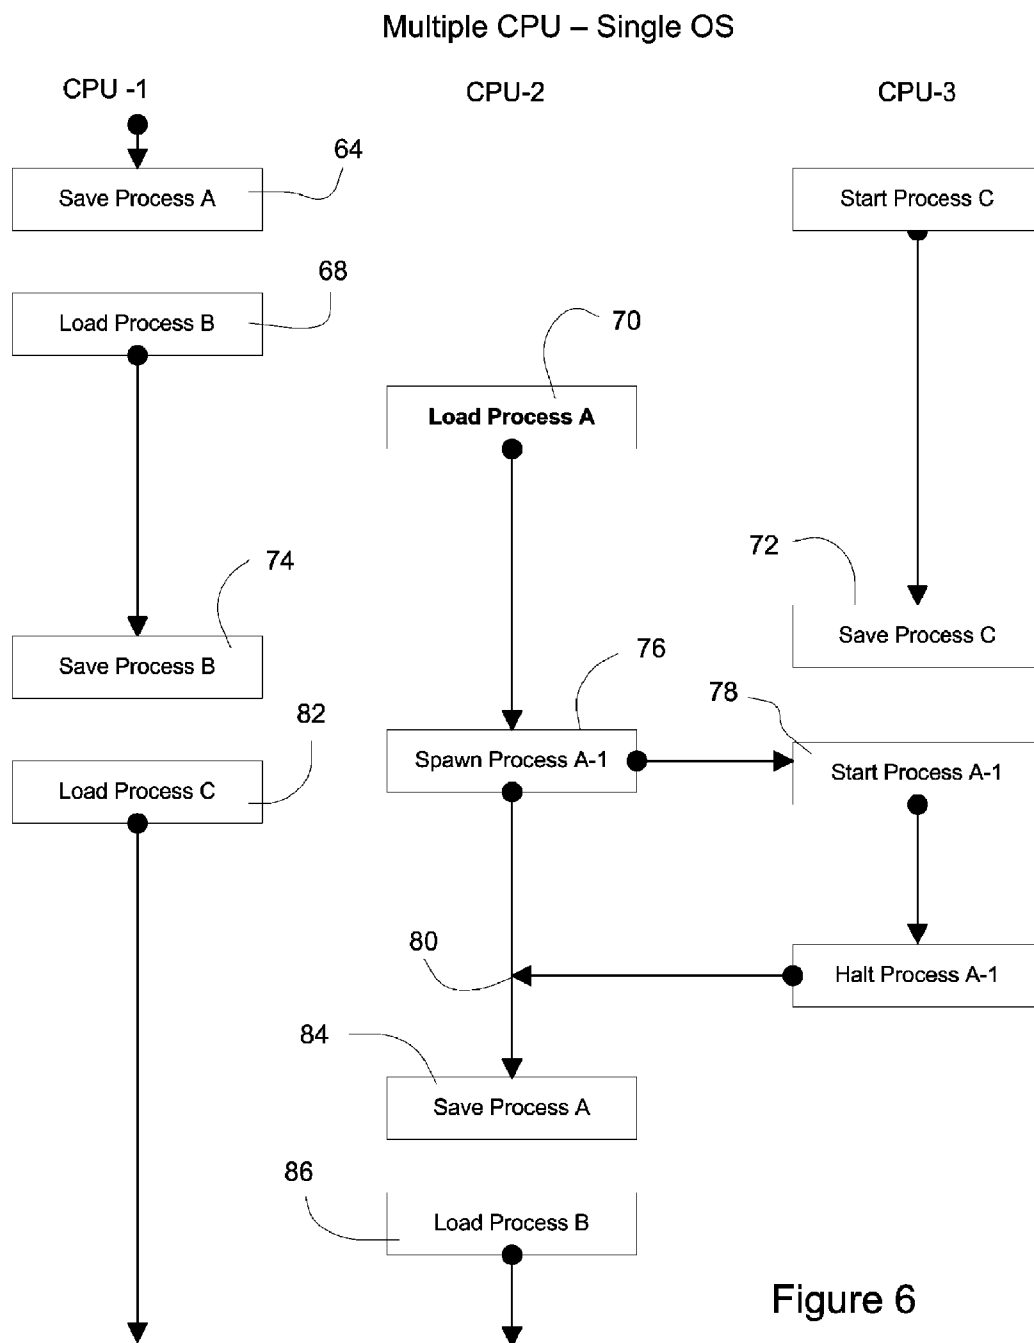 Multiple CPU – Single OS
CPU -1
CPU-2
CPU-3
64
Save Process A
Start Process C
68
Load Process B
70
Load Process A
74
72
Save Process B
Save Process C
76
78
82
Spawn Process A-1
Start Process A-1
Load Process C
80
Halt Process A-1
84
Save Process A
86
Load Process B
Figure 6